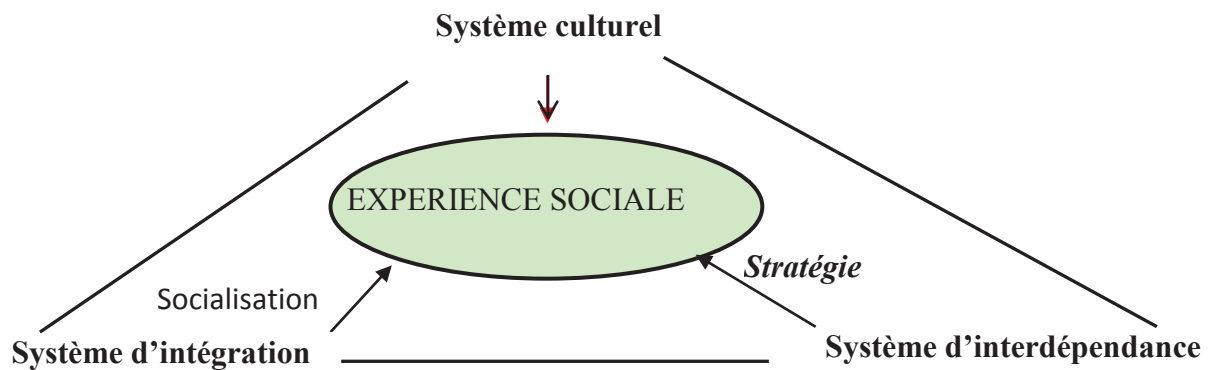 Système culturel
EXPERIENCE SOCIALE
Stratégie
Socialisation
Système d’intégration
Système d’interdépendance